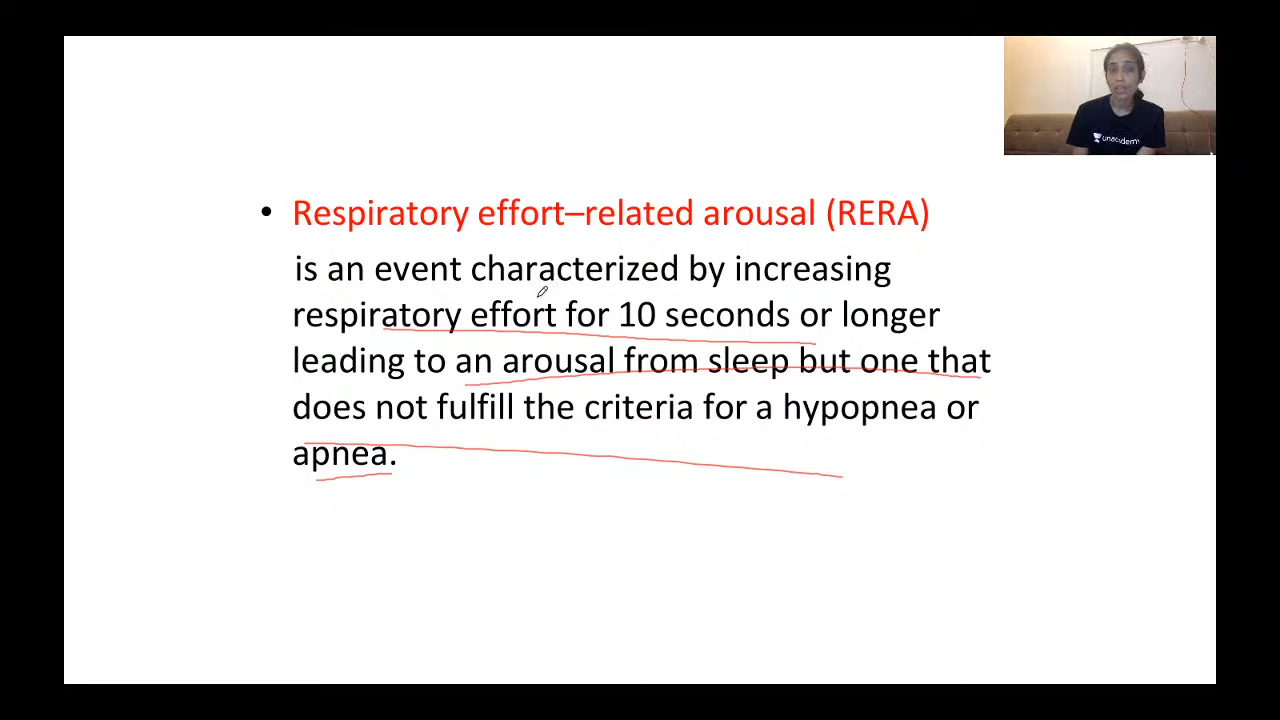 unacademy
• Respiratory effort–related arousal (RERA)
is an event characterized by increasing
respiratory effort for 10 seconds or longer
leading to an arousal from sleep but one that
does not fulfill the criteria for a hypopnea or
apnea.